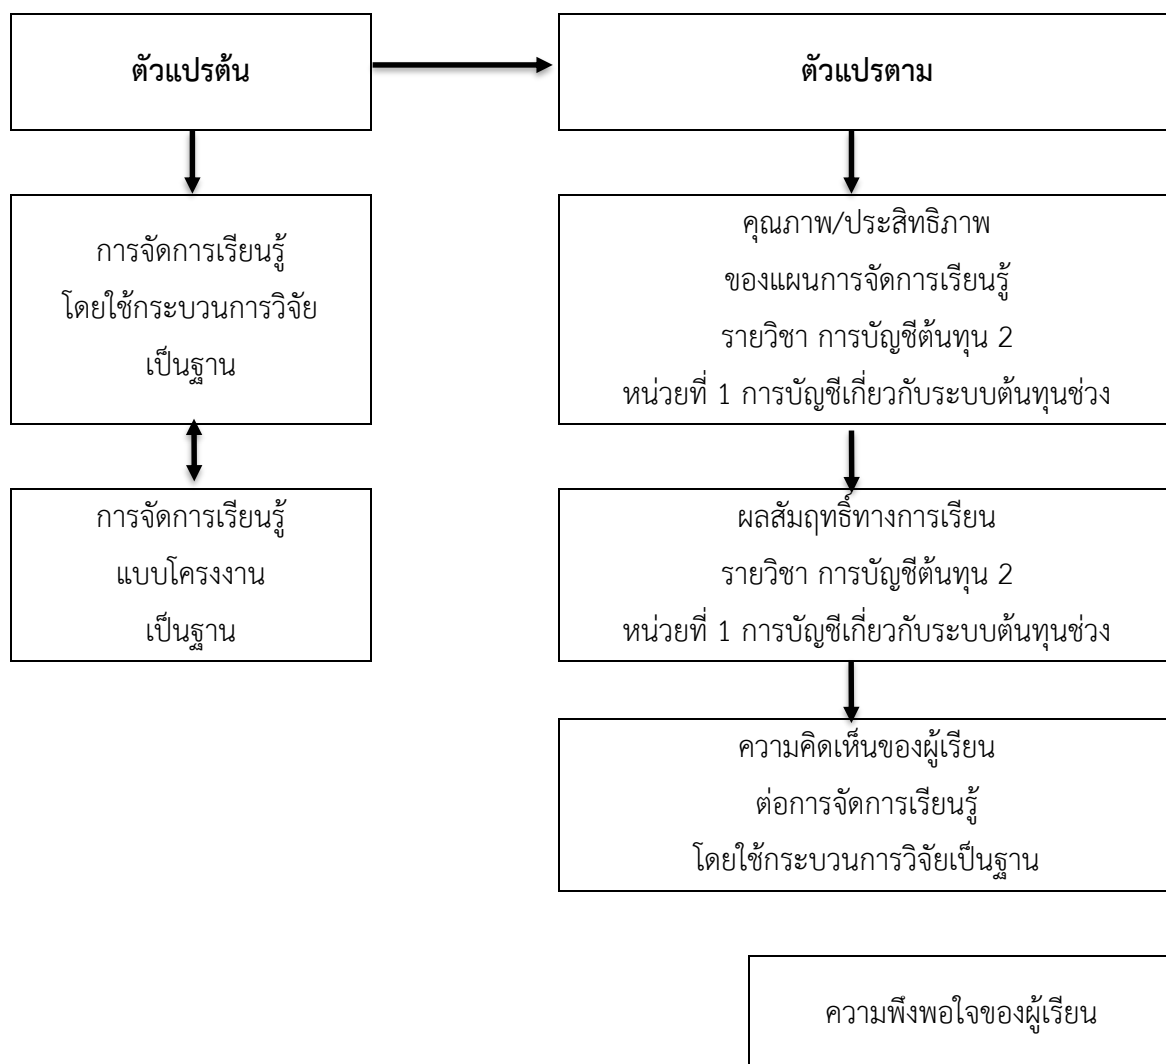 ตัวแปรต้น
ตัวแปรตาม
การจัดการเรียนรู้
โดยใช้กระบวนการวิจัย
เป็นฐาน
คุณภาพ/ประสิทธิภาพ
ของแผนการจัดการเรียนรู้
รายวิชา การบัญชีต้นทุน 2
หน่วยที่ 1 การบัญชีเกี่ยวกับระบบต้นทุนช่วง
การจัดการเรียนรู้
แบบโครงงาน
เป็นฐาน
ผลสัมฤทธิ์ทางการเรียน
รายวิชา การบัญชีต้นทุน 2
หน่วยที่ 1 การบัญชีเกี่ยวกับระบบต้นทุนช่วง
ความคิดเห็นของผู้เรียน
ต่อการจัดการเรียนรู้
โดยใช้กระบวนการวิจัยเป็นฐาน
ความพึงพอใจของผู้เรียน